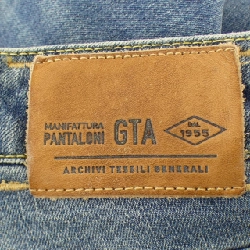 MANIFATTURA
PANTALONI GTA
DAL
1955
ARCHIVI TESSILI GENERALI